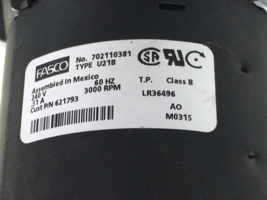 FASCO
No. 702110381
TYPE U21B
Assembled in Mexico
240 V 60 HZ
.51 A 3000 RPM
Cust P/N 621793
T.P. Class B
LR36496
AO
M0315